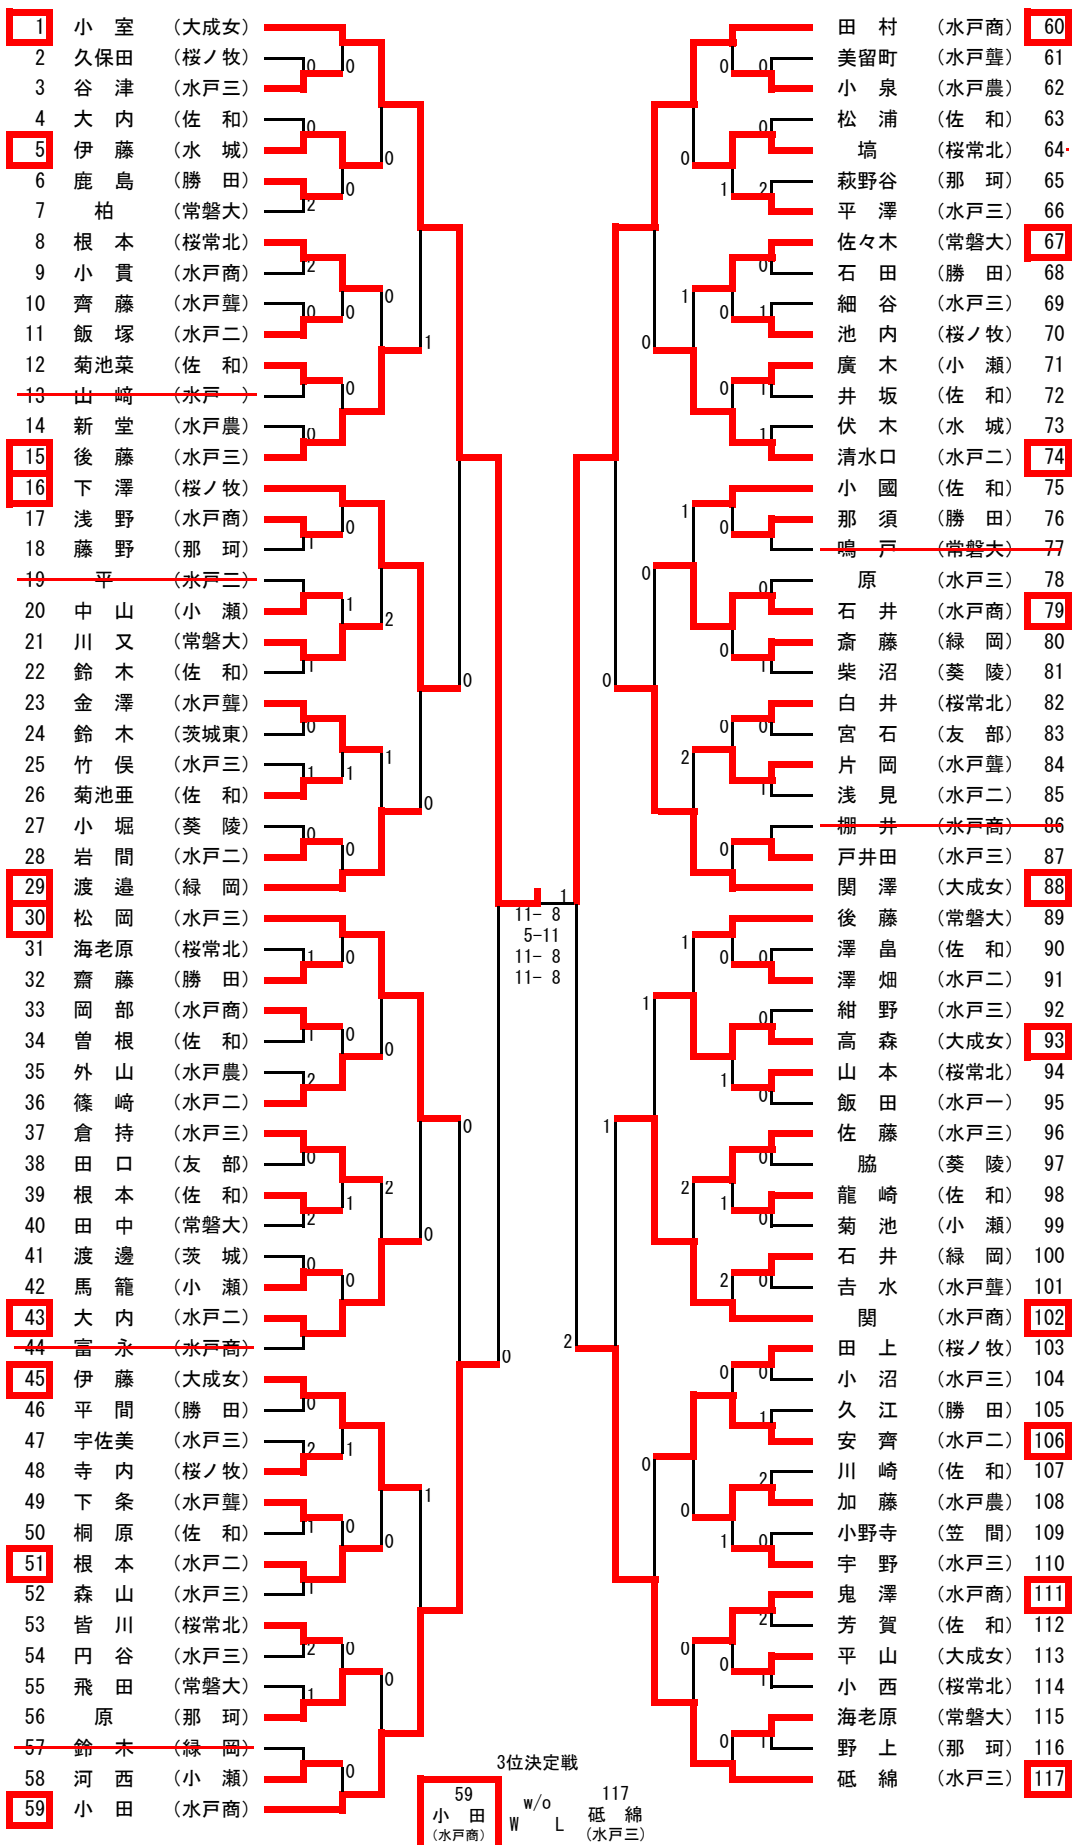 1 小 室 (大成女)
2 久保田 (桜ノ牧)
3 谷 津 (水戸三)
4 大 内 (佐 和)
5 伊 藤 (水 城)
6 鹿 島 (勝 田)
7 柏 (常磐大)
8 根 本 (桜常北)
9 小 貫 (水戸商)
10 齊 藤 (水戸聾)
11 飯 塚 (水戸二)
12 菊池菜 (佐 和)
13 山 﨑 (水戸一)
14 新 堂 (水戸農)
15 後 藤 (水戸三)
16 下 澤 (桜ノ牧)
17 浅 野 (水戸商)
18 藤 野 (那 珂)
19 平 (水戸二)
20 中 山 (小 瀬)
21 川 又 (常磐大)
22 鈴 木 (佐 和)
23 金 澤 (水戸聾)
24 鈴 木 (茨城東)
25 竹 俣 (水戸三)
26 菊池亜 (佐 和)
27 小 堀 (葵 陵)
28 岩 間 (水戸二)
29 渡 邉 (緑 岡)
30 松 岡 (水戸三)
31 海老原 (桜常北)
32 齋 藤 (勝 田)
33 岡 部 (水戸商)
34 曽 根 (佐 和)
35 外 山 (水戸農)
36 篠 﨑 (水戸二)
37 倉 持 (水戸三)
38 田 口 (友 部)
39 根 本 (佐 和)
40 田 中 (常磐大)
41 渡 邊 (茨 城)
42 馬 籠 (小 瀬)
43 大 内 (水戸二)
44 富 永 (水戸商)
45 伊 藤 (大成女)
46 平 間 (勝 田)
47 宇佐美 (水戸三)
48 寺 内 (桜ノ牧)
49 下 条 (水戸聾)
50 桐 原 (佐 和)
51 根 本 (水戸二)
52 森 山 (水戸三)
53 皆 川 (桜常北)
54 円 谷 (水戸三)
55 飛 田 (常磐大)
56 原 (那 珂)
57 鈴 木 (緑 岡)
58 河 西 (小 瀬)
59 小 田 (水戸商)
11- 8
5-11
11- 8
11- 8
田 村 (水戸商) 60
美留町 (水戸聾) 61
小 泉 (水戸農) 62
松 浦 (佐 和) 63
塙 (桜常北) 64
萩野谷 (那 珂) 65
平 澤 (水戸三) 66
佐々木 (常磐大) 67
石 田 (勝 田) 68
細 谷 (水戸三) 69
池 内 (桜ノ牧) 70
廣 木 (小 瀬) 71
井 坂 (佐 和) 72
伏 木 (水 城) 73
清水口 (水戸二) 74
小 國 (佐 和) 75
那 須 (勝 田) 76
鳴 戸 (常磐大) 77
原 (水戸三) 78
石 井 (水戸商) 79
斎 藤 (緑 岡) 80
柴 沼 (葵 陵) 81
白 井 (桜常北) 82
宮 石 (友 部) 83
片 岡 (水戸聾) 84
浅 見 (水戸二) 85
棚 井 (水戸商) 86
戸井田 (水戸三) 87
関 澤 (大成女) 88
後 藤 (常磐大) 89
澤 畠 (佐 和) 90
澤 畑 (水戸二) 91
紺 野 (水戸三) 92
高 森 (大成女) 93
山 本 (桜常北) 94
飯 田 (水戸一) 95
佐 藤 (水戸三) 96
脇 (葵 陵) 97
龍 崎 (佐 和) 98
菊 池 (小 瀬) 99
石 井 (緑 岡) 100
𠮷 水 (水戸聾) 101
関 (水戸商) 102
田 上 (桜ノ牧) 103
小 沼 (水戸三) 104
久 江 (勝 田) 105
安 齊 (水戸二) 106
川 崎 (佐 和) 107
加 藤 (水戸農) 108
小野寺 (笠 間) 109
宇 野 (水戸三) 110
鬼 澤 (水戸商) 111
芳 賀 (佐 和) 112
平 山 (大成女) 113
小 西 (桜常北) 114
海老原 (常磐大) 115
野 上 (那 珂) 116
砥 綿 (水戸三) 117
3位決定戦
59 w/o 117
小 田 W L 砥 綿
(水戸商) (水戸三)